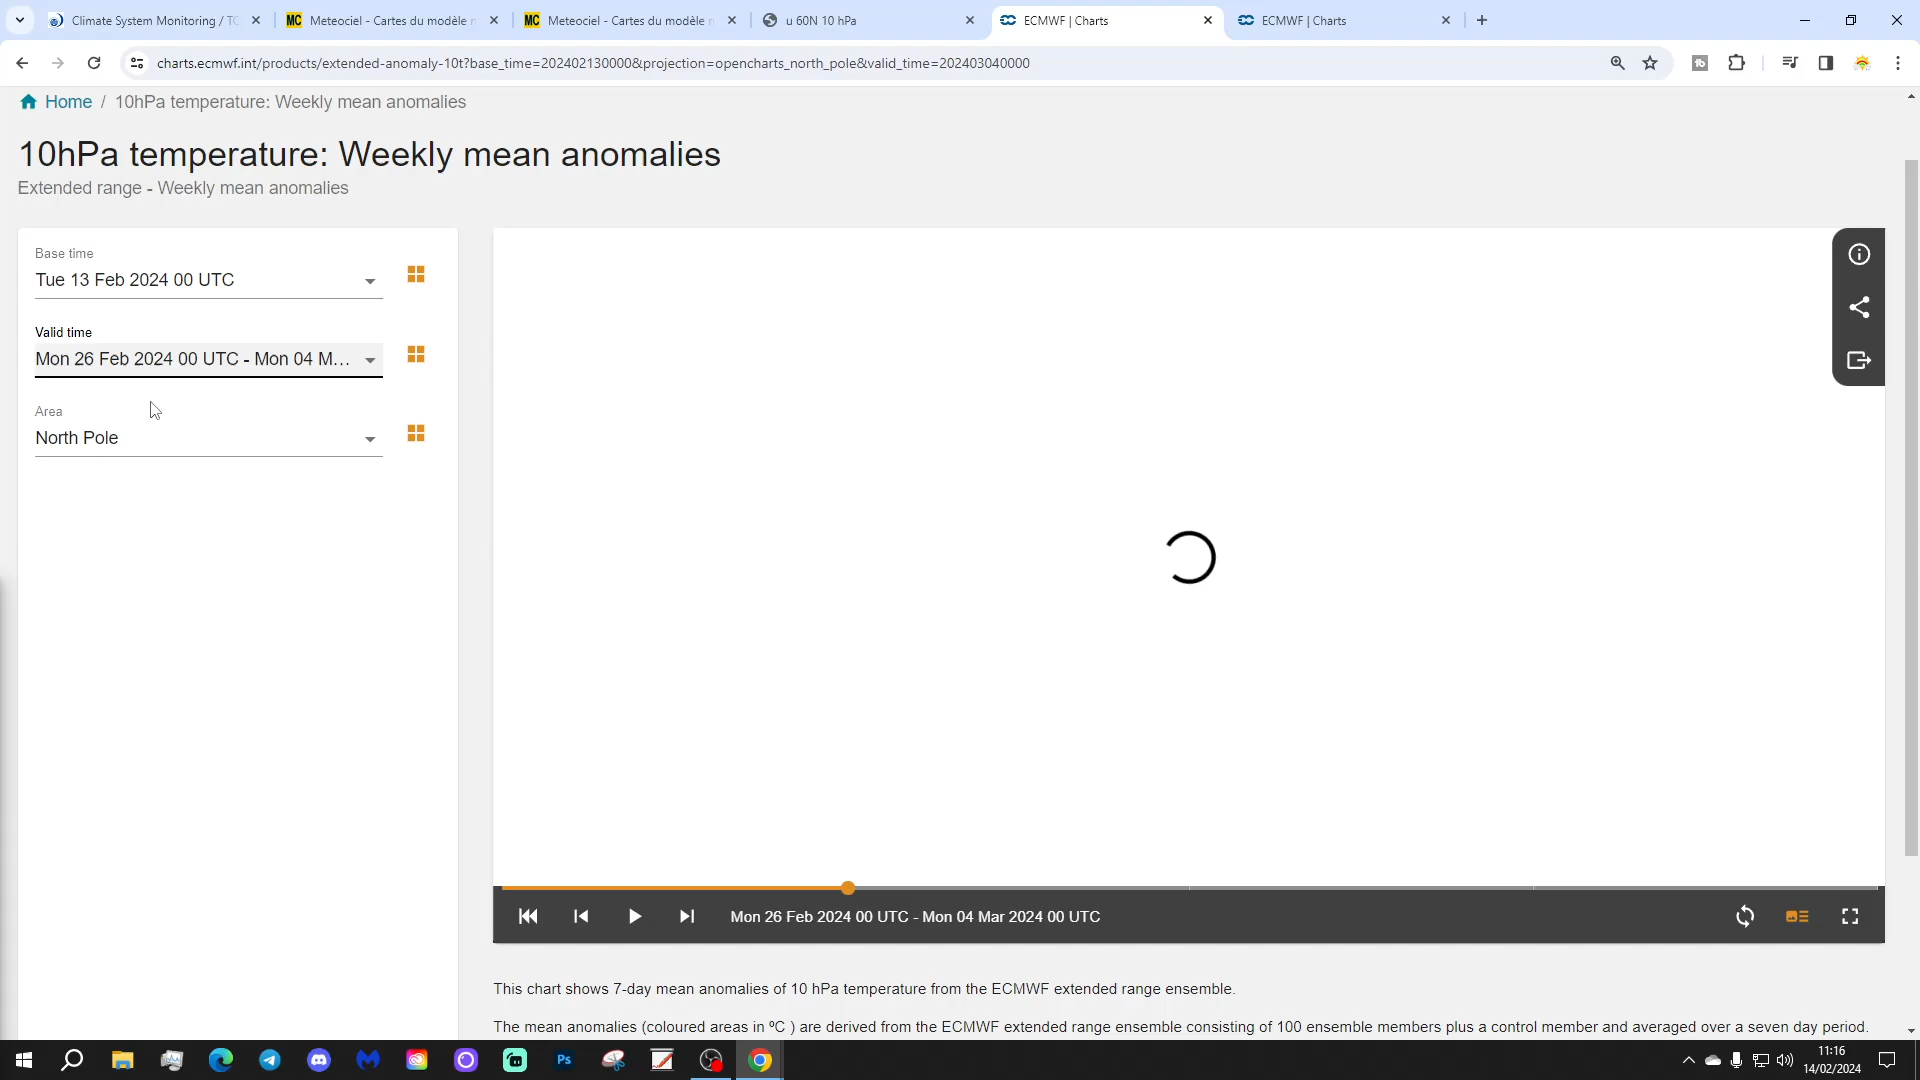 Climate System Monitoring / TC
Meteociel - Cartes du modèle n
Meteociel - Cartes du modèle n
u 60N 10 hPa
ECMWF | Charts
ECMWF | Charts
charts.ecmwf.int/products/extended-anomaly-10t?base_time=202402130000&projection=opencharts_north_pole&valid_time=202403040000
Home / 10hPa temperature: Weekly mean anomalies
10hPa temperature: Weekly mean anomalies
Extended range - Weekly mean anomalies
Base time
Tue 13 Feb 2024 00 UTC
Valid time
Mon 26 Feb 2024 00 UTC - Mon 04 M...
Area
North Pole
Mon 26 Feb 2024 00 UTC - Mon 04 Mar 2024 00 UTC
This chart shows 7-day mean anomalies of 10 hPa temperature from the ECMWF extended range ensemble.
The mean anomalies (coloured areas in ºC ) are derived from the ECMWF extended range ensemble consisting of 100 ensemble members plus a control member and averaged over a seven day period.
Ps
11:16
14/02/2024